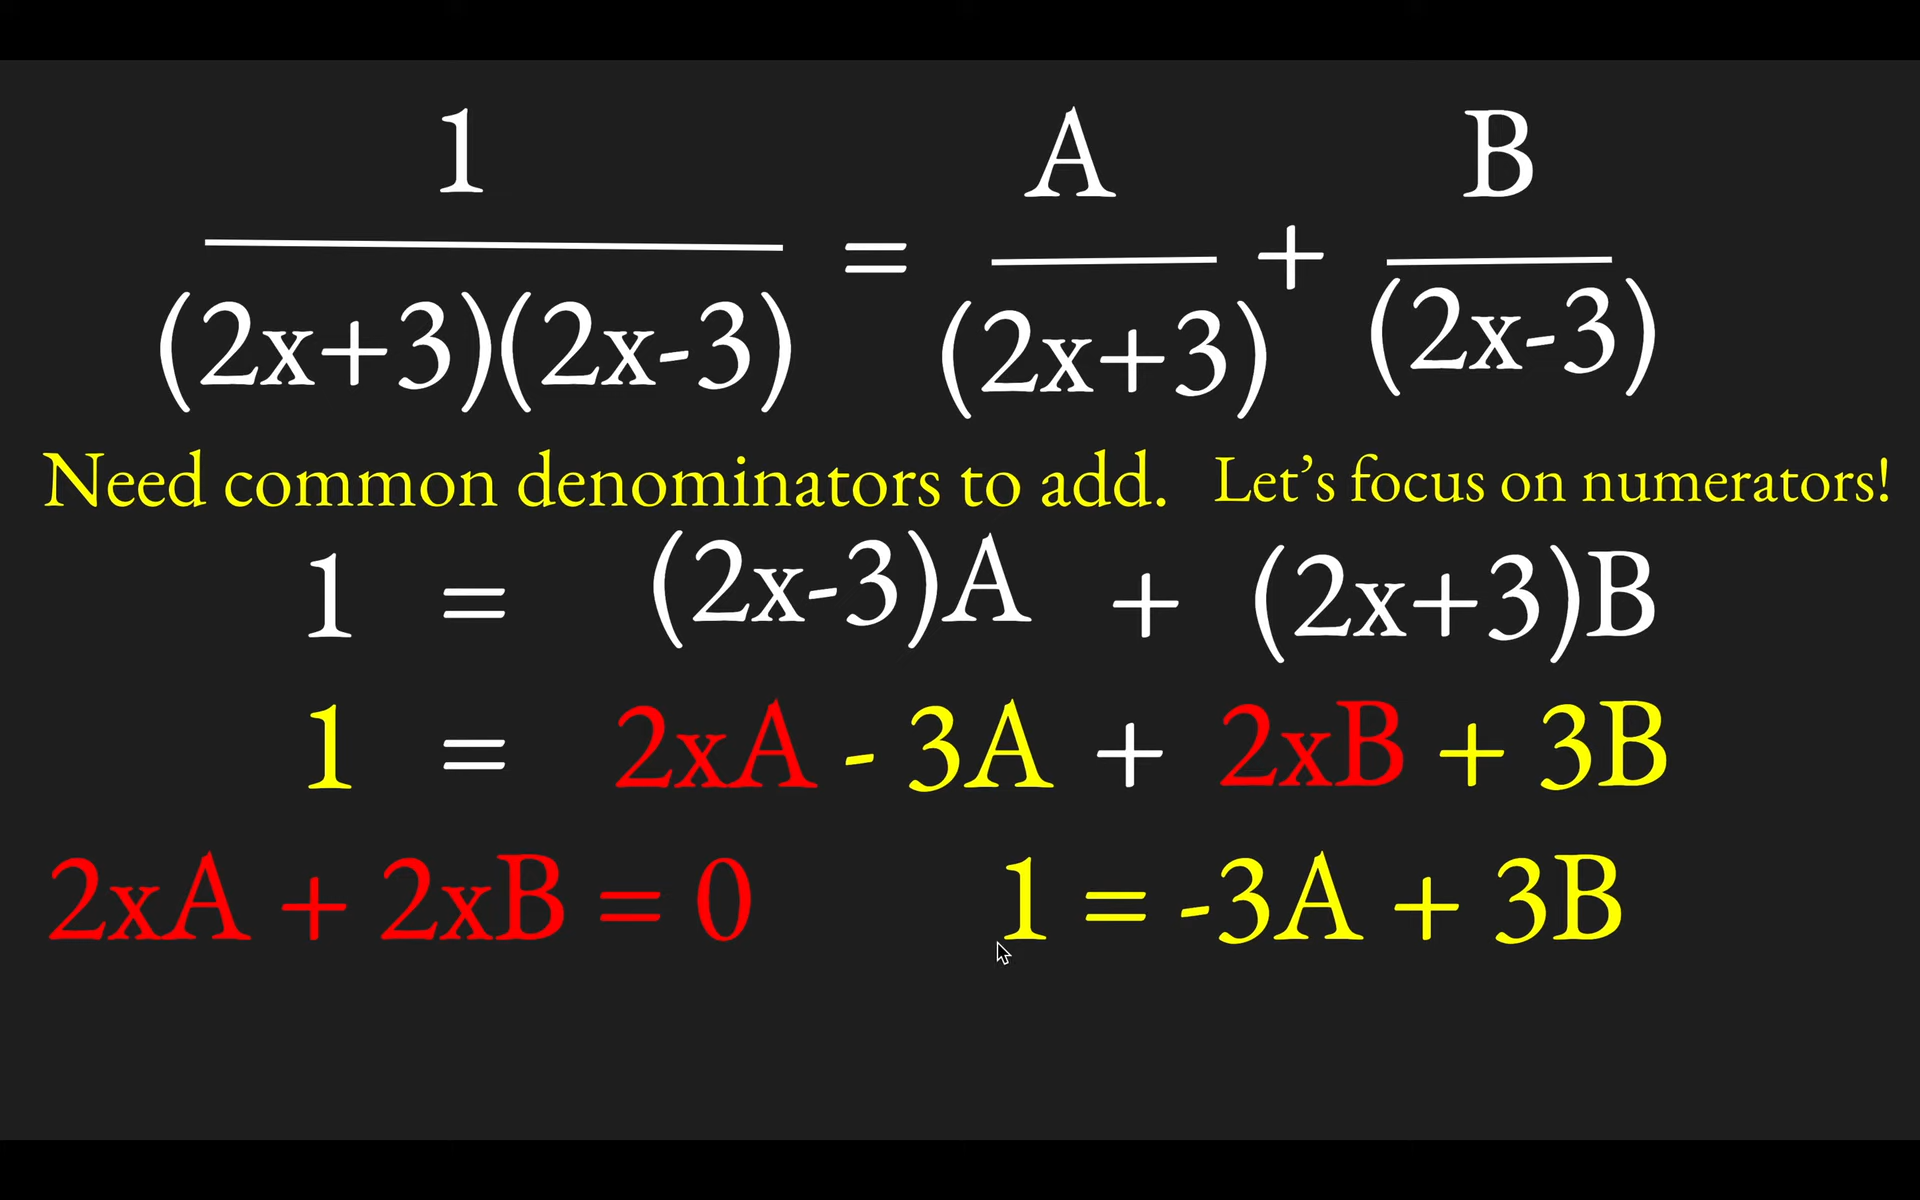 1 A B
= +
(2x+3)(2x-3) (2x+3) (2x-3)
Need common denominators to add. Let's focus on numerators!
1 = (2x-3)A + (2x+3)B
1 = 2xA - 3A + 2xB + 3B
2xA + 2xB = 0 1 = -3A + 3B